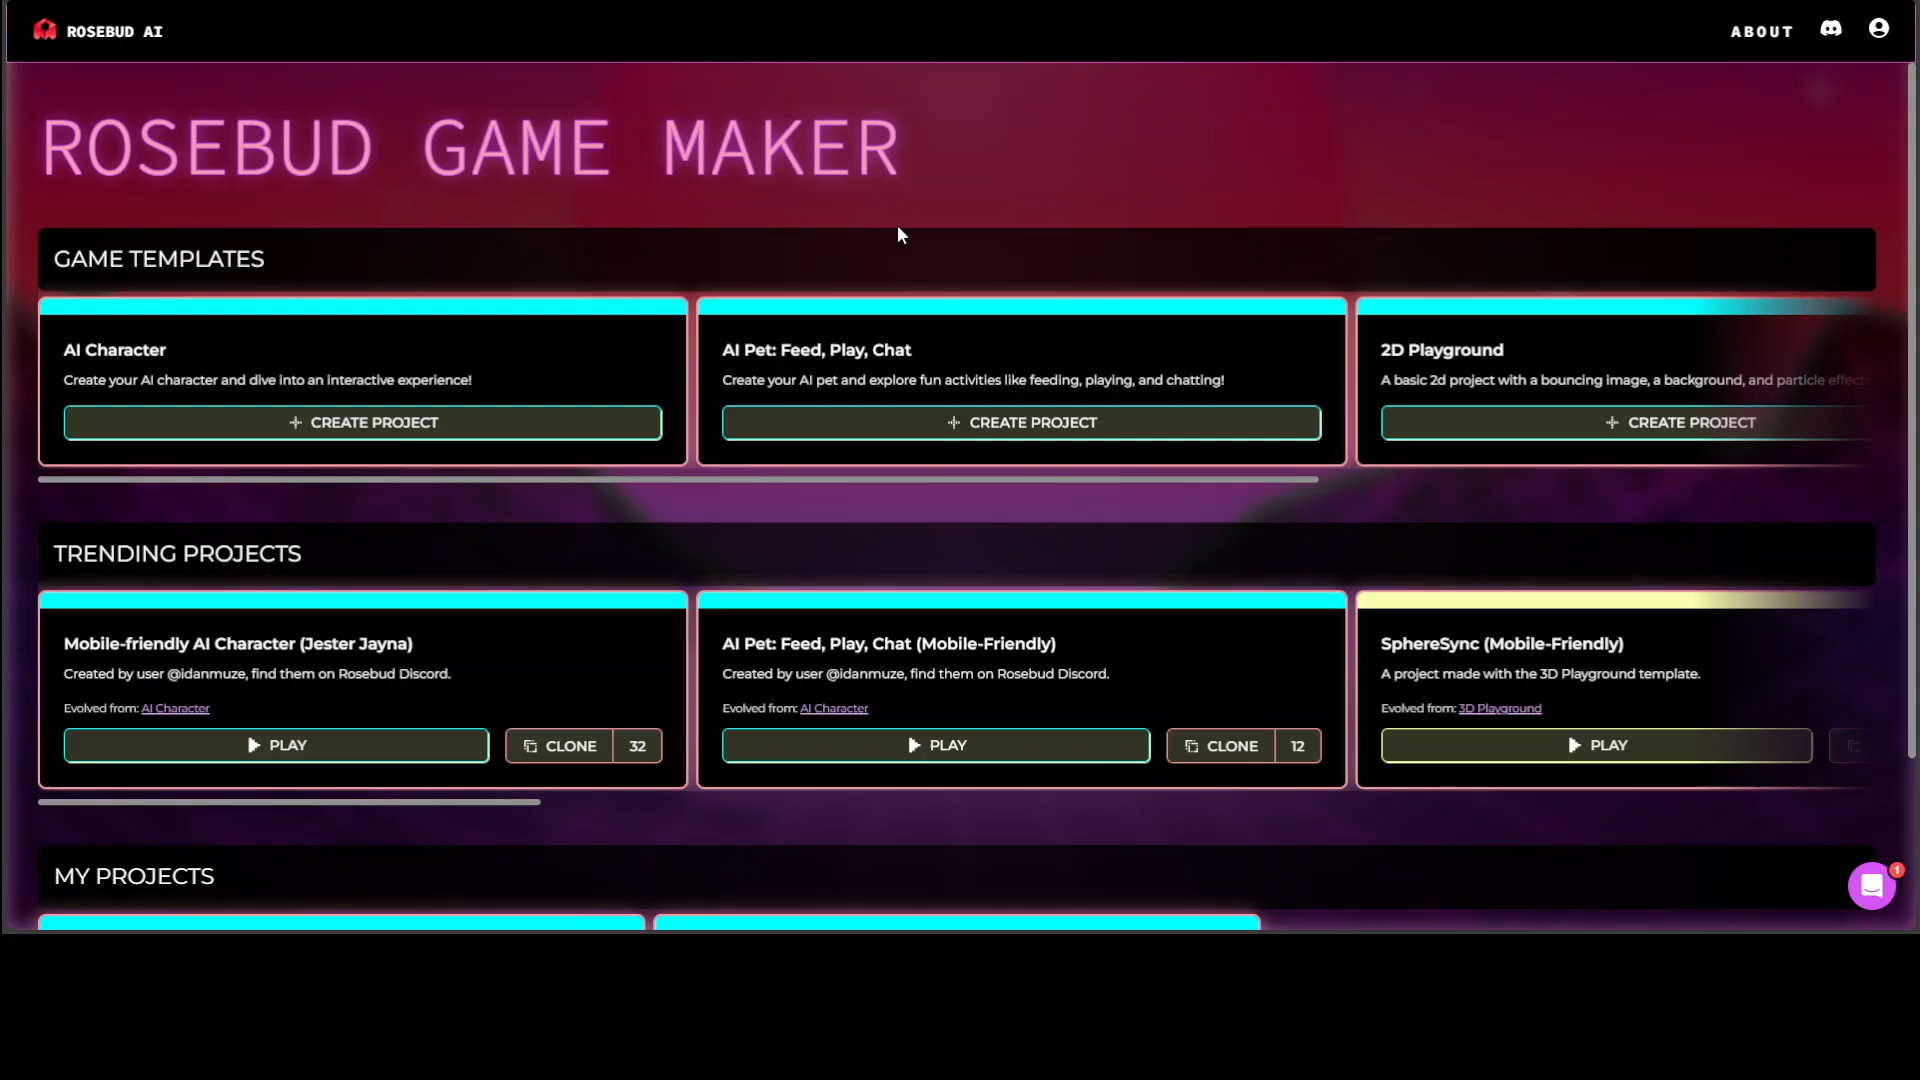 ROSEBUD AI
ABOUT
ROSEBUD GAME MAKER
GAME TEMPLATES
AI Character
Create your AI character and dive into an interactive experience!
CREATE PROJECT
AI Pet: Feed, Play, Chat
Create your AI pet and explore fun activities like feeding, playing, and chatting!
CREATE PROJECT
2D Playground
A basic 2d project with a bouncing image, a background, and particle effects
CREATE PROJECT
TRENDING PROJECTS
Mobile-friendly AI Character (Jester Jayna)
Created by user @idanmuze, find them on Rosebud Discord.
Evolved from: AI Character
PLAY
CLONE 32
AI Pet: Feed, Play, Chat (Mobile-Friendly)
Created by user @idanmuze, find them on Rosebud Discord.
Evolved from: AI Character
PLAY
CLONE 12
SphereSync (Mobile-Friendly)
A project made with the 3D Playground template.
Evolved from: 3D Playground
PLAY
MY PROJECTS
1